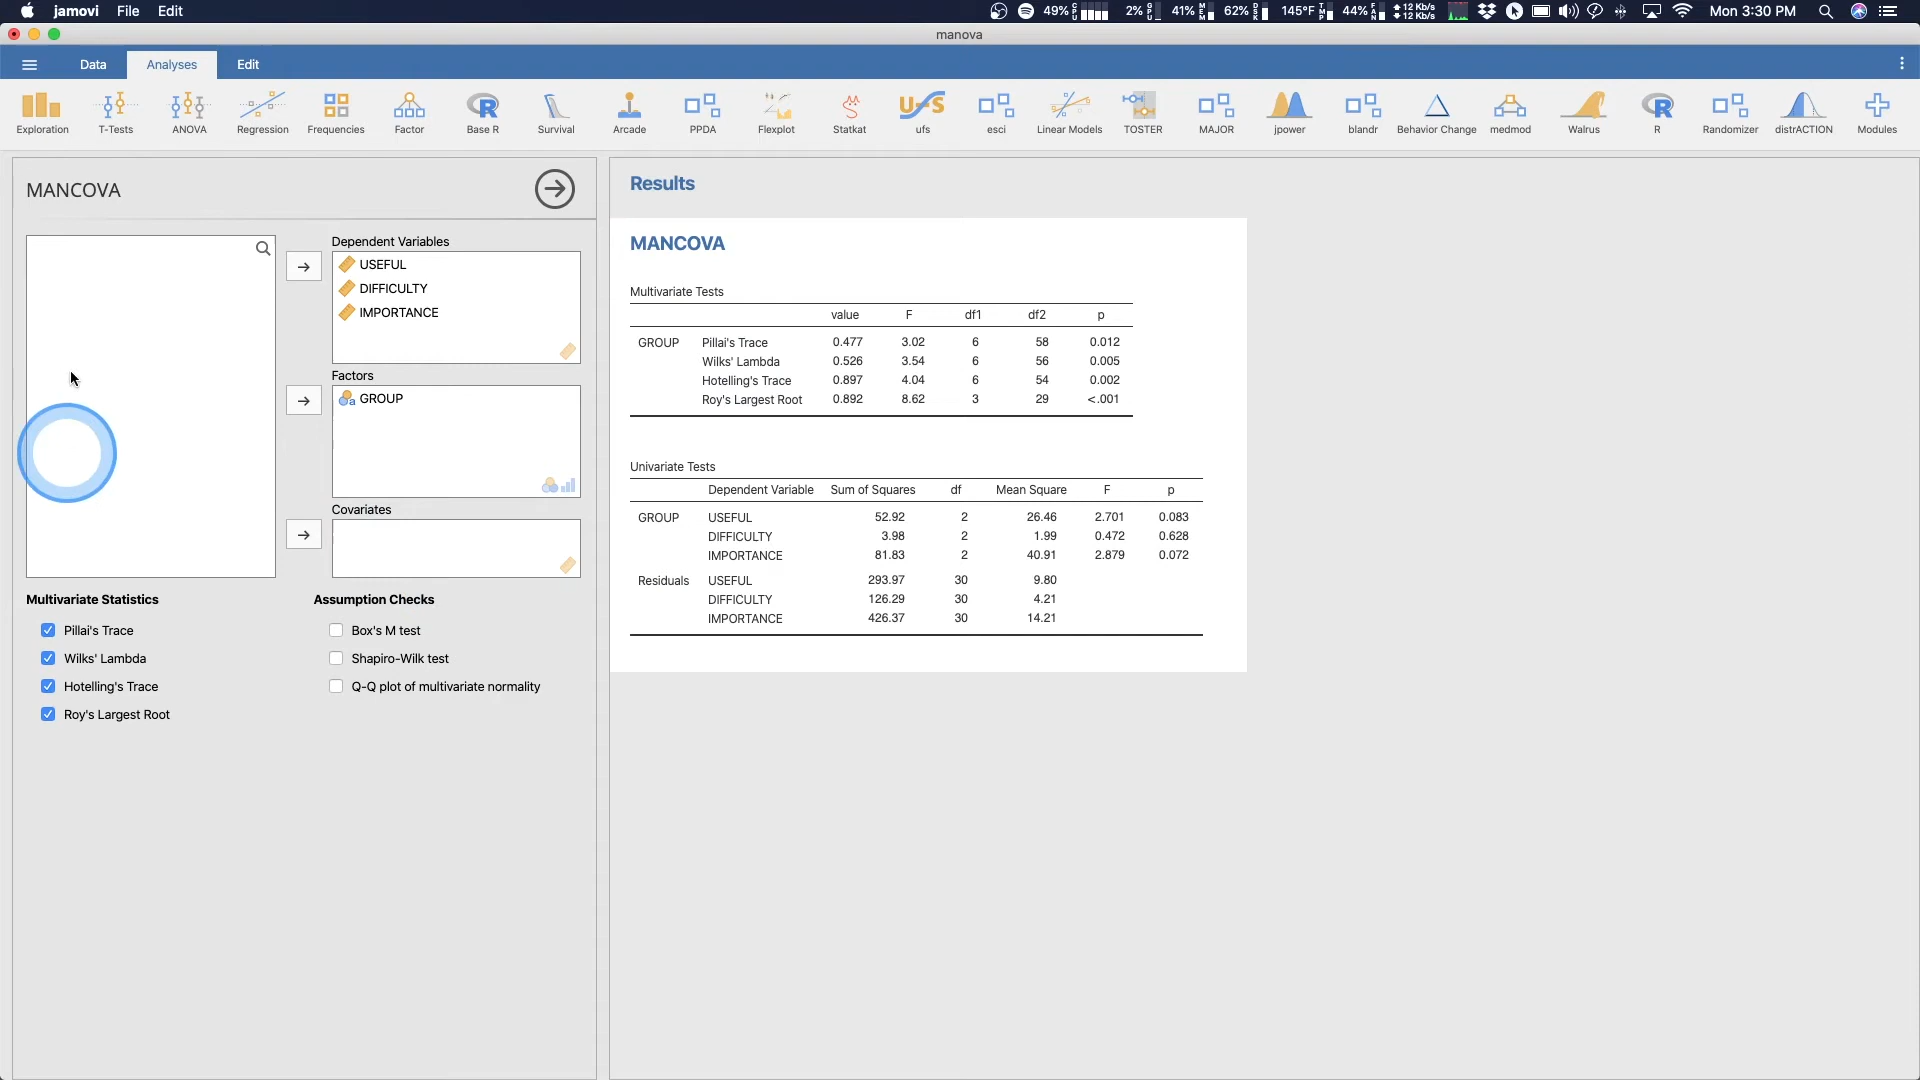 jamovi File Edit 49% 2% 41% 62% 145°F 44% 12 Kb/s 12 Kb/s Mon 3:30 PM
manova
Data Analyses Edit
Exploration T-Tests ANOVA Regression Frequencies Factor Base R Survival Arcade PPDA Flexplot Statkat ufs esci Linear Models TOSTER MAJOR jpower blandr Behavior Change medmod Walrus R Randomizer distrACTION Modules
MANCOVA
Dependent Variables
USEFUL
DIFFICULTY
IMPORTANCE
Factors
GROUP
Covariates
Multivariate Statistics
Pillai's Trace
Wilks' Lambda
Hotelling's Trace
Roy's Largest Root
Assumption Checks
Box's M test
Shapiro-Wilk test
Q-Q plot of multivariate normality
Results
MANCOVA
Multivariate Tests
value F df1 df2 p
GROUP Pillai's Trace 0.477 3.02 6 58 0.012
Wilks' Lambda 0.526 3.54 6 56 0.005
Hotelling's Trace 0.897 4.04 6 54 0.002
Roy's Largest Root 0.892 8.62 3 29 <.001
Univariate Tests
Dependent Variable Sum of Squares df Mean Square F p
GROUP USEFUL 52.92 2 26.46 2.701 0.083
DIFFICULTY 3.98 2 1.99 0.472 0.628
IMPORTANCE 81.83 2 40.91 2.879 0.072
Residuals USEFUL 293.97 30 9.80
DIFFICULTY 126.29 30 4.21
IMPORTANCE 426.37 30 14.21